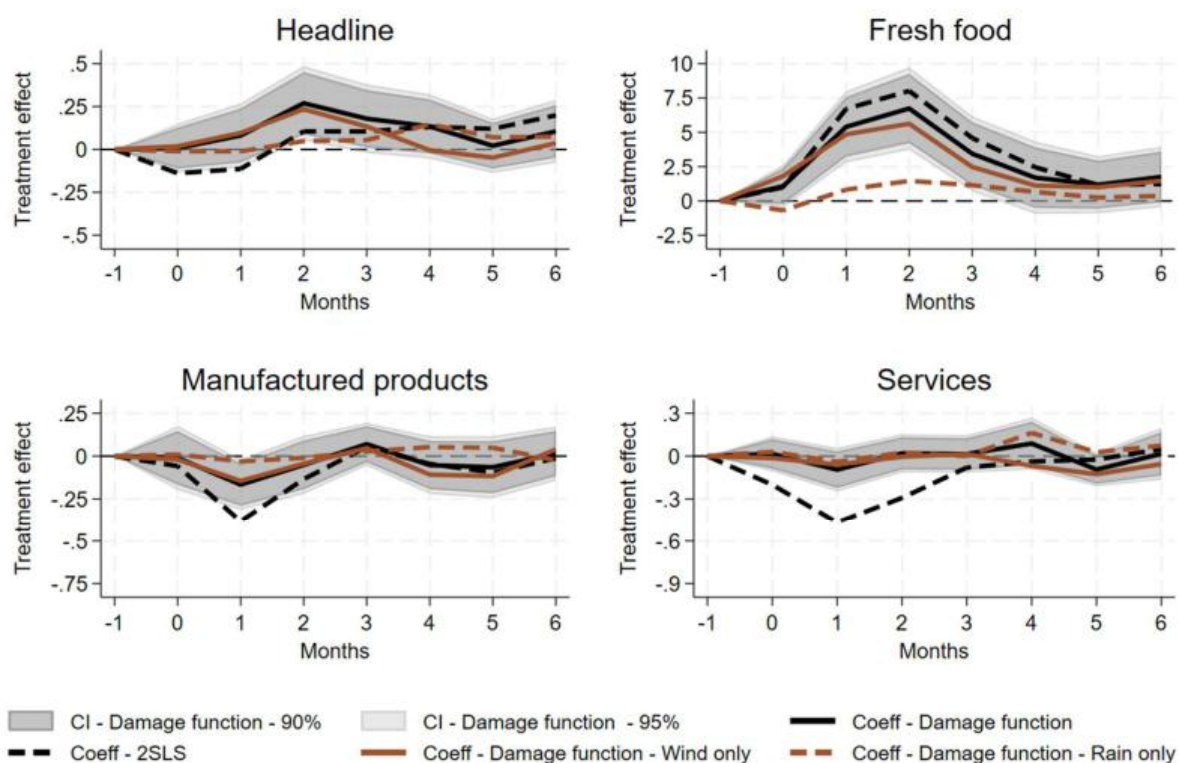 Headline
Treatment effect
.5
.25
0
-.25
-.5
-1 0 1 2 3 4 5 6
Months
Fresh food
Treatment effect
10
7.5
5
2.5
0
-2.5
-1 0 1 2 3 4 5 6
Months
Manufactured products
Treatment effect
.25
0
-.25
-.5
-.75
-1 0 1 2 3 4 5 6
Months
Services
Treatment effect
.3
0
-.3
-.6
-.9
-1 0 1 2 3 4 5 6
Months
CI - Damage function - 90% CI - Damage function - 95% Coeff - Damage function
Coeff - 2SLS Coeff - Damage function - Wind only Coeff - Damage function - Rain only